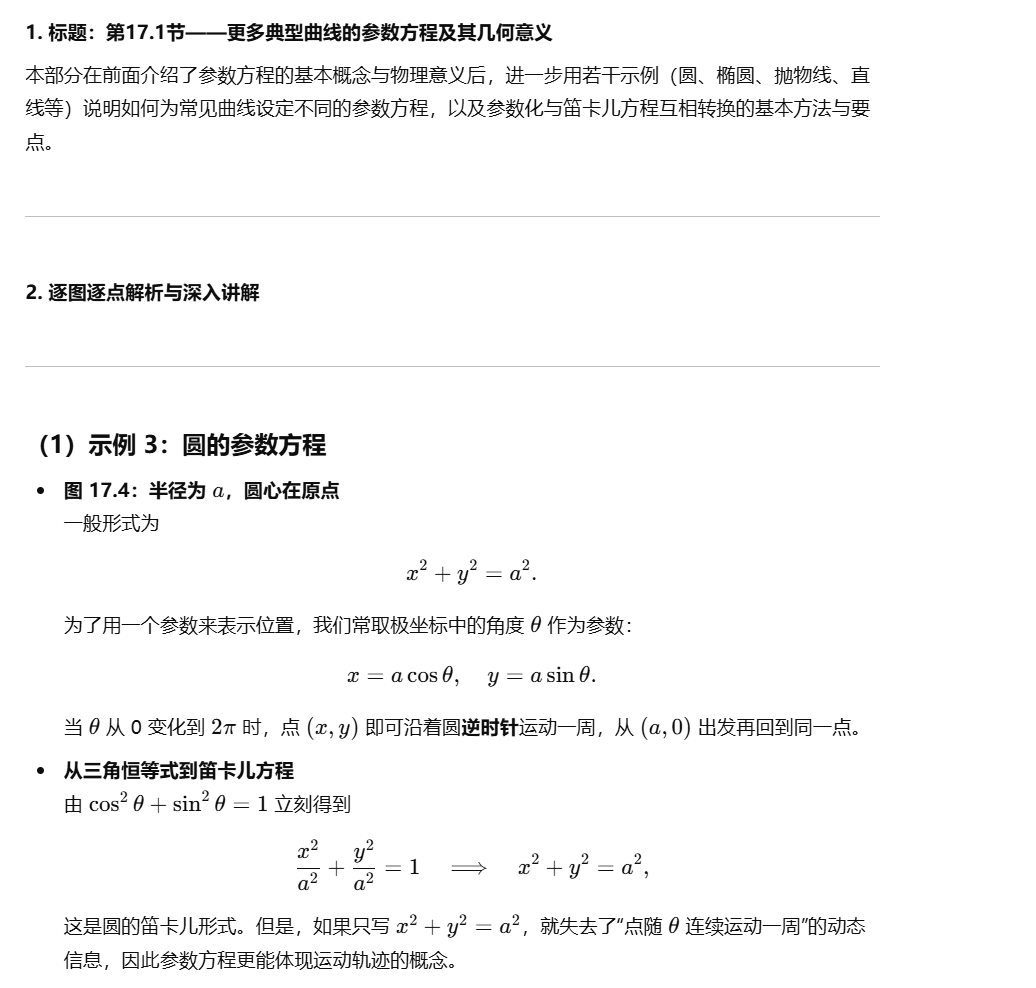 1. 标题：第17.1节——更多典型曲线的参数方程及其几何意义
本部分在前面介绍了参数方程的基本概念与物理意义后，进一步用若干示例（圆、椭圆、抛物线、直
线等）说明如何为常见曲线设定不同的参数方程，以及参数化与笛卡儿方程互相转换的基本方法与要
点。
2. 逐图逐点解析与深入讲解
（1）示例 3：圆的参数方程
• 图 17.4：半径为 a，圆心在原点
一般形式为
x² + y² = a².
为了用一个参数来表示位置，我们常取极坐标中的角度 θ 作为参数：
x = a cos θ, y = a sin θ.
当 θ 从 0 变化到 2π 时，点 (x, y) 即可沿着圆逆时针运动一周，从 (a, 0) 出发再回到同一点。
• 从三角恒等式到笛卡儿方程
由 cos² θ + sin² θ = 1 立刻得到
x²/a² + y²/a² = 1 ⟹ x² + y² = a²,
这是圆的笛卡儿形式。但是，如果只写 x² + y² = a²，就失去了“点随 θ 连续运动一周”的动态
信息，因此参数方程更能体现运动轨迹的概念。